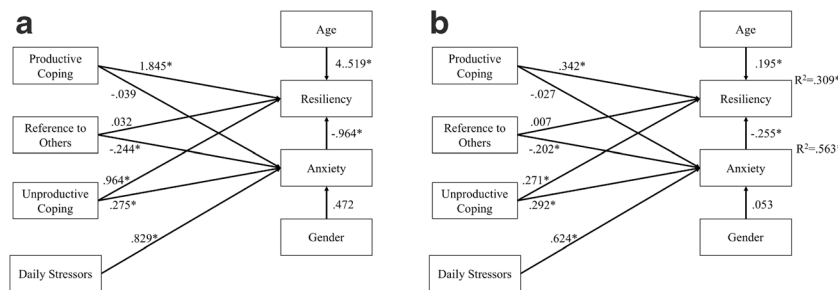 a
Age
Productive
Coping
1.845*
4..519*
-.039
Resiliency
Reference to
Others
.032
-.244*
-.964*
Anxiety
Unproductive
Coping
.964*
.275*
.472
.829*
Gender
Daily Stressors
b
Age
Productive
Coping
.342*
.195*
R²=.309*
-.027
Resiliency
Reference to
Others
.007
-.202*
-.255*
R²=.563*
Anxiety
Unproductive
Coping
.271*
.292*
.053
.624*
Gender
Daily Stressors